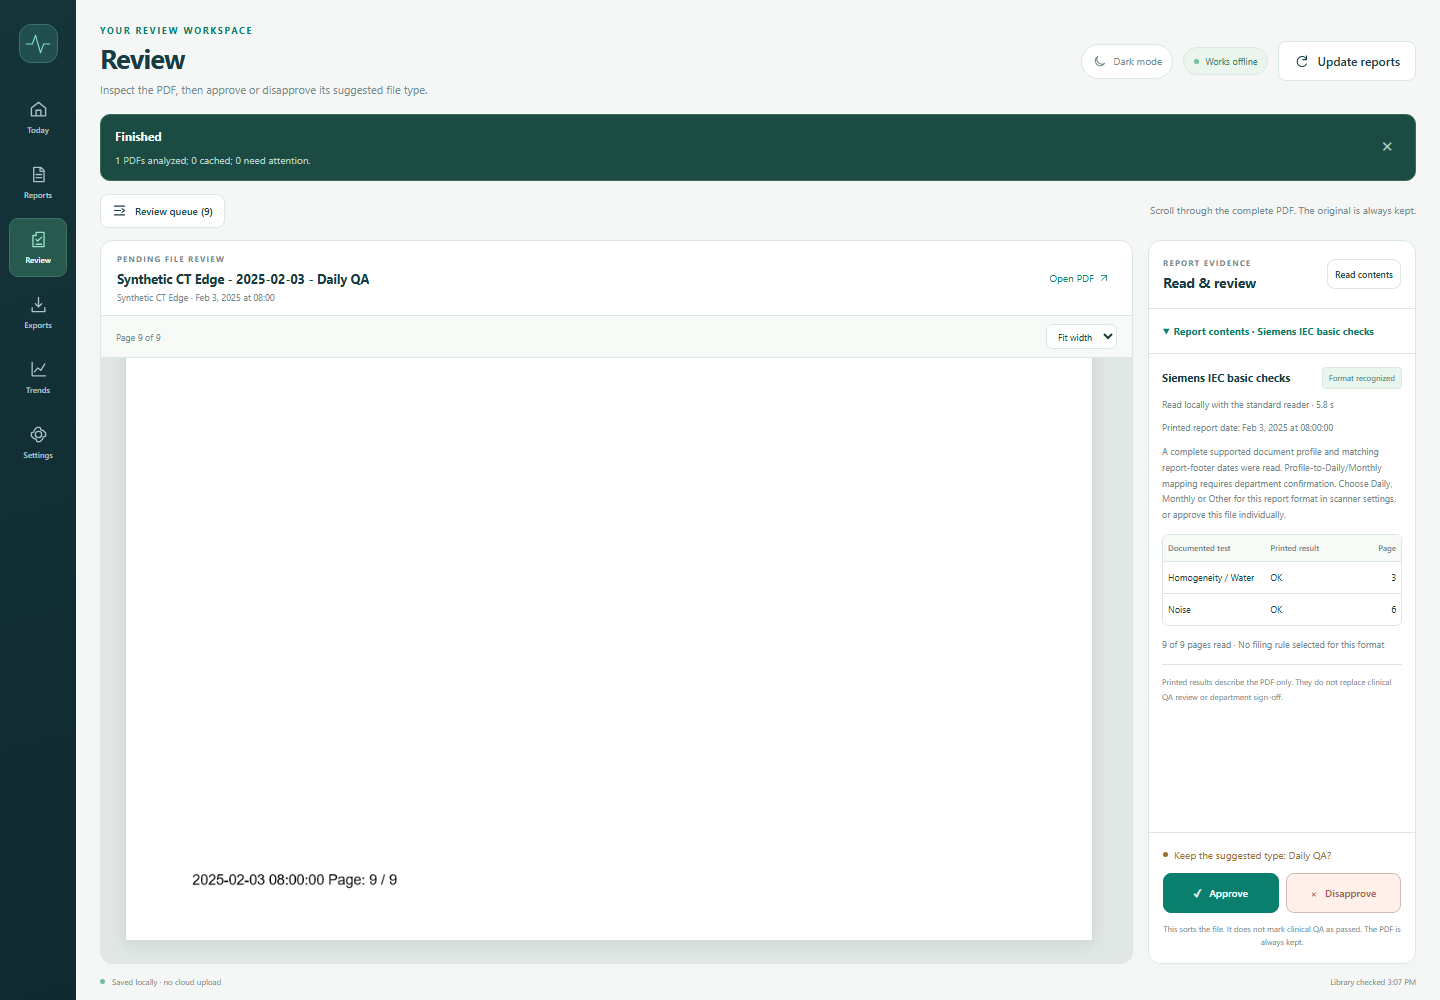 YOUR REVIEW WORKSPACE
Review
Inspect the PDF, then approve or disapprove its suggested file type.
Dark mode
Works offline
Update reports
Today
Reports
Review
Exports
Trends
Settings
Finished
1 PDFs analyzed; 0 cached; 0 need attention.
Review queue (9)
Scroll through the complete PDF. The original is always kept.
PENDING FILE REVIEW
Synthetic CT Edge - 2025-02-03 - Daily QA
Synthetic CT Edge · Feb 3, 2025 at 08:00
Open PDF
Page 9 of 9
Fit width
2025-02-03 08:00:00 Page: 9 / 9
REPORT EVIDENCE
Read & review
Read contents
Report contents · Siemens IEC basic checks
Siemens IEC basic checks
Format recognized
Read locally with the standard reader · 5.8 s
Printed report date: Feb 3, 2025 at 08:00:00
A complete supported document profile and matching
report-footer dates were read. Profile-to-Daily/Monthly
mapping requires department confirmation. Choose Daily,
Monthly or Other for this report format in scanner settings,
or approve this file individually.
Documented test Printed result Page
Homogeneity / Water OK 3
Noise OK 6
9 of 9 pages read · No filing rule selected for this format
Printed results describe the PDF only. They do not replace clinical
QA review or department sign-off.
Keep the suggested type: Daily QA?
Approve
Disapprove
This sorts the file. It does not mark clinical QA as passed. The PDF is
always kept.
Saved locally · no cloud upload
Library checked 3:07 PM